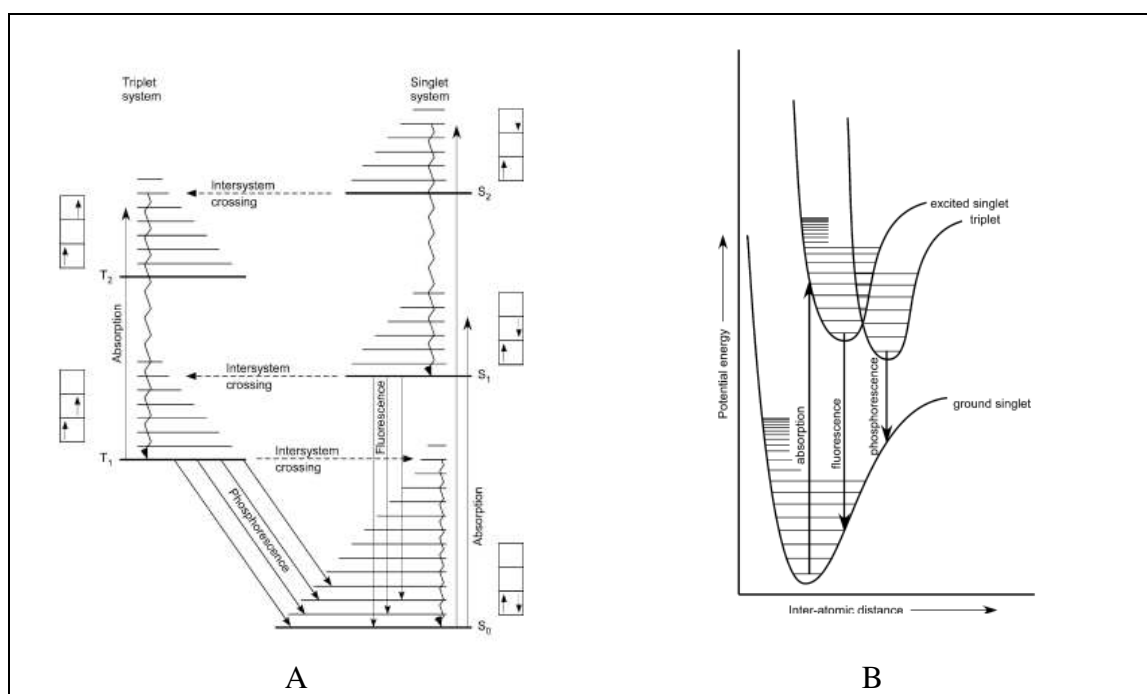 Triplet
system
Singlet
system
Intersystem
crossing
S2
T2
Absorption
Intersystem
crossing
S1
Fluorescence
Intersystem
crossing
T1
Phosphorescence
Absorption
S0
A
Potential energy
excited singlet
triplet
absorption
fluorescence
phosphorescence
ground singlet
Inter-atomic distance
B